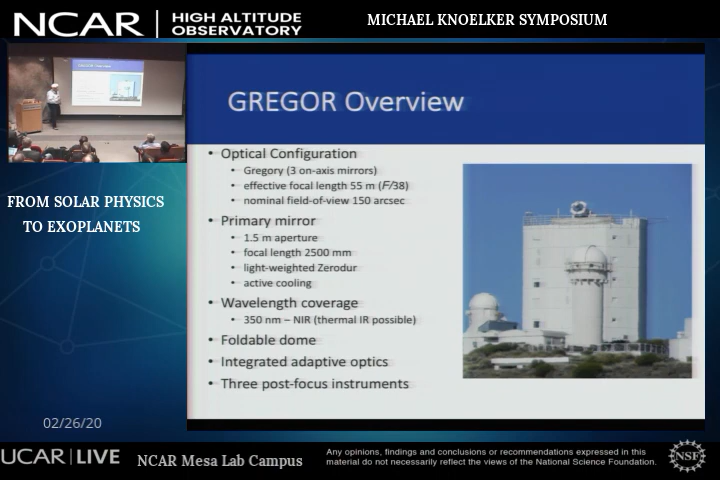 NCAR
HIGH ALTITUDE
OBSERVATORY
MICHAEL KNOELKER SYMPOSIUM
FROM SOLAR PHYSICS
TO EXOPLANETS
GREGOR Overview
• Optical Configuration
• Gregory (3 on-axis mirrors)
• effective focal length 55 m (F/38)
• nominal field-of-view 150 arcsec
• Primary mirror
• 1.5 m aperture
• focal length 2500 mm
• light-weighted Zerodur
• active cooling
• Wavelength coverage
• 350 nm – NIR (thermal IR possible)
• Foldable dome
• Integrated adaptive optics
• Three post-focus instruments
02/26/20
UCAR | LIVE
NCAR Mesa Lab Campus
Any opinions, findings and conclusions or recommendations expressed in this
material do not necessarily reflect the views of the National Science Foundation.
NSF